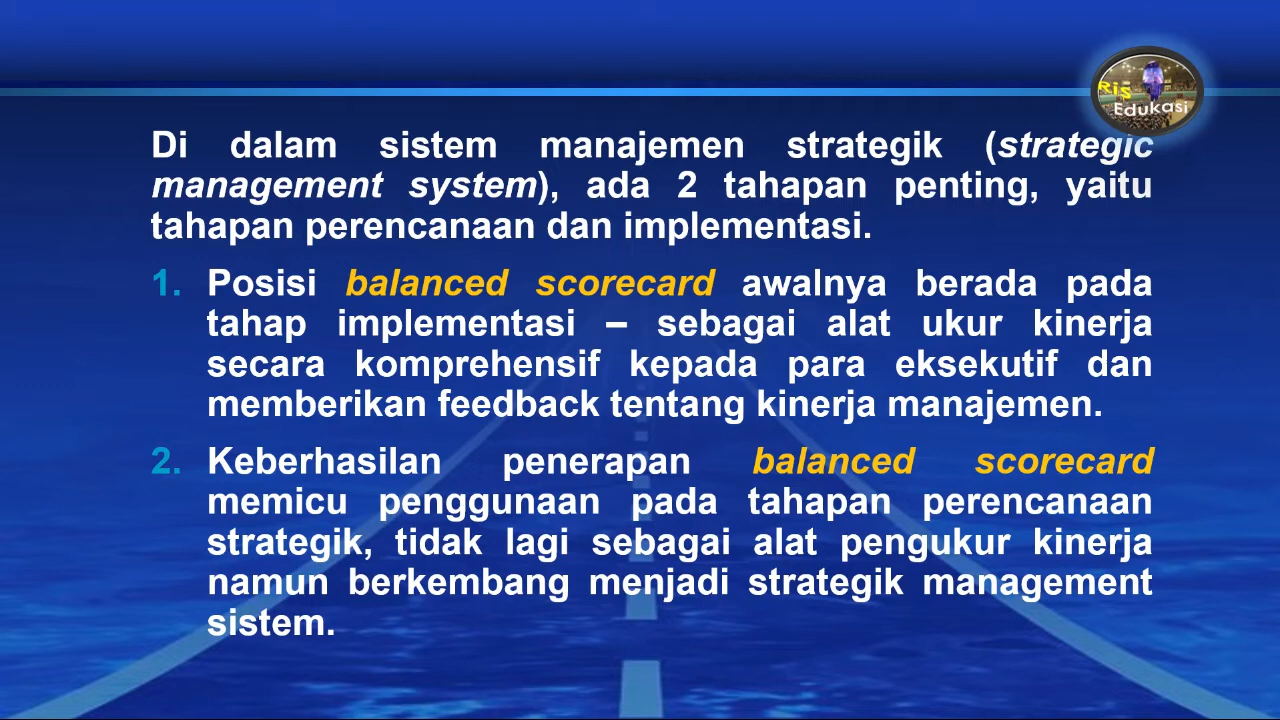 Ris
Edukasi
Di dalam sistem manajemen strategik (strategic
management system), ada 2 tahapan penting, yaitu
tahapan perencanaan dan implementasi.
1. Posisi balanced scorecard awalnya berada pada
tahap implementasi – sebagai alat ukur kinerja
secara komprehensif kepada para eksekutif dan
memberikan feedback tentang kinerja manajemen.
2. Keberhasilan penerapan balanced scorecard
memicu penggunaan pada tahapan perencanaan
strategik, tidak lagi sebagai alat pengukur kinerja
namun berkembang menjadi strategik management
sistem.